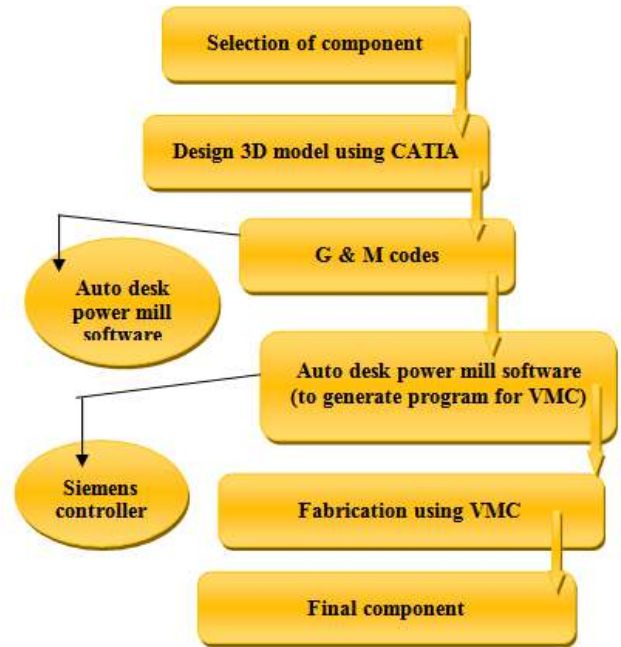 Selection of component
Design 3D model using CATIA
G & M codes
Auto desk
power mill
software
Auto desk power mill software
(to generate program for VMC)
Siemens
controller
Fabrication using VMC
Final component